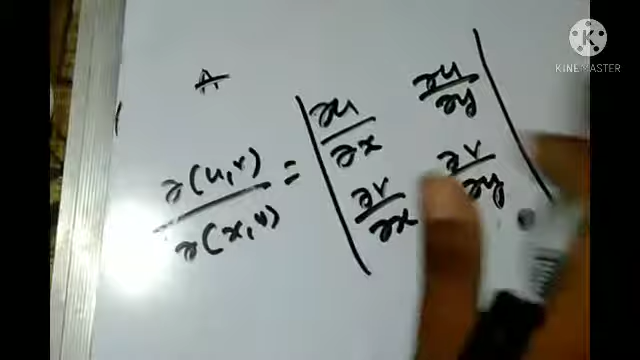 K
KINEMASTER
A
∂(u,v)/∂(x,y) = | ∂u/∂x ∂u/∂y |
| ∂v/∂x ∂v/∂y |